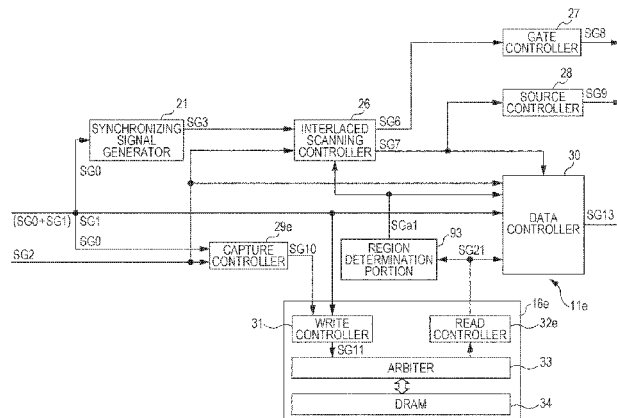 27
GATE
CONTROLLER
SG8
28
SOURCE
CONTROLLER
SG9
21
SYNCHRONIZING
SIGNAL
GENERATOR
SG3
26
INTERLACED
SCANNING
CONTROLLER
SG6
SG7
SG0
30
DATA
CONTROLLER
SG13
(SG0+SG1)
SG1
SG0
SG2
29e
CAPTURE
CONTROLLER
SG10
SGa1
93
REGION
DETERMINATION
PORTION
SG21
11e
16e
31
WRITE
CONTROLLER
SG11
READ
CONTROLLER
32e
ARBITER
33
DRAM
34